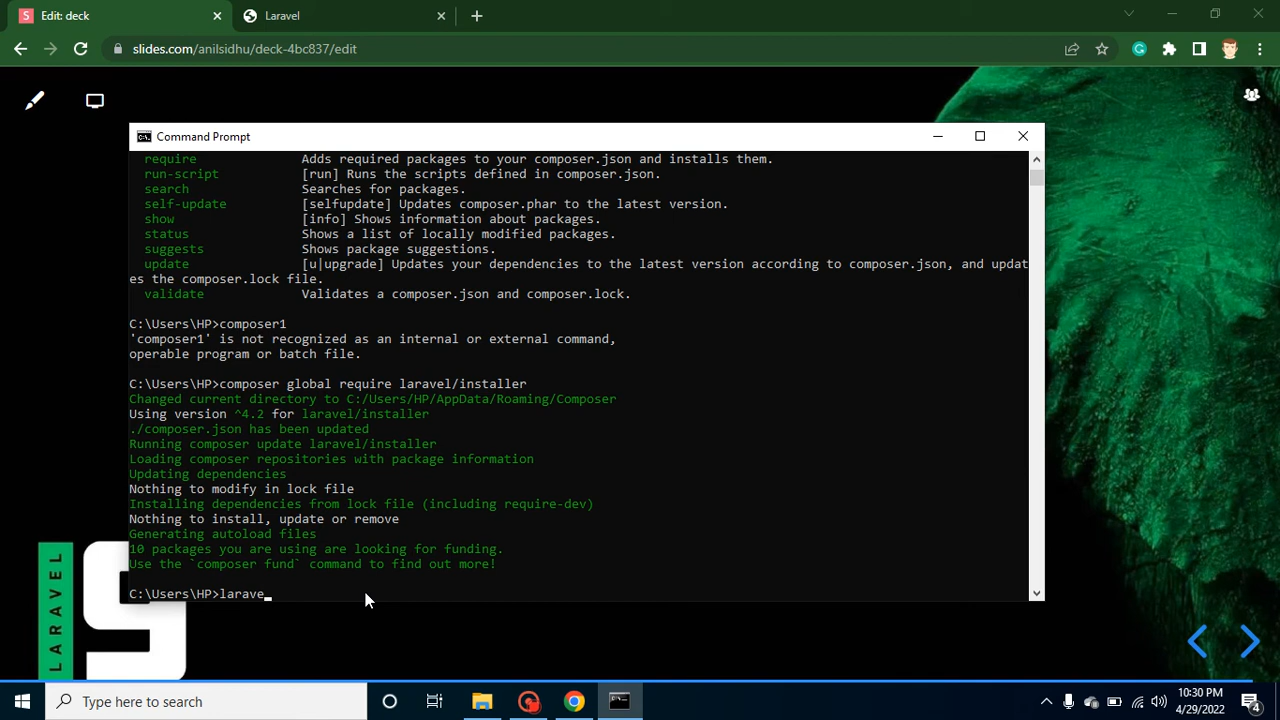 Edit: deck
Laravel
slides.com/anilsidhu/deck-4bc837/edit
Command Prompt
require Adds required packages to your composer.json and installs them.
run-script [run] Runs the scripts defined in composer.json.
search Searches for packages.
self-update [selfupdate] Updates composer.phar to the latest version.
show [info] Shows information about packages.
status Shows a list of locally modified packages.
suggests Shows package suggestions.
update [u|upgrade] Updates your dependencies to the latest version according to composer.json, and updat
es the composer.lock file.
validate Validates a composer.json and composer.lock.
C:\Users\HP>composer1
'composer1' is not recognized as an internal or external command,
operable program or batch file.
C:\Users\HP>composer global require laravel/installer
Changed current directory to C:/Users/HP/AppData/Roaming/Composer
Using version ^4.2 for laravel/installer
./composer.json has been updated
Running composer update laravel/installer
Loading composer repositories with package information
Updating dependencies
Nothing to modify in lock file
Installing dependencies from lock file (including require-dev)
Nothing to install, update or remove
Generating autoload files
10 packages you are using are looking for funding.
Use the `composer fund` command to find out more!
C:\Users\HP>larave_
LARAVEL
9
Type here to search
10:30 PM
4/29/2022
4